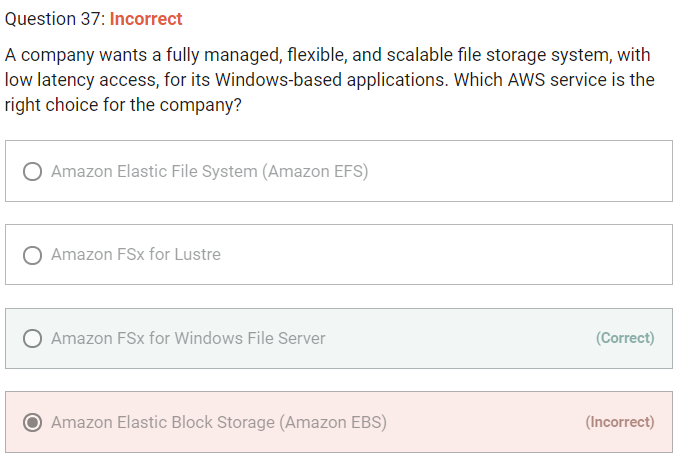 Question 37: Incorrect
A company wants a fully managed, flexible, and scalable file storage system, with
low latency access, for its Windows-based applications. Which AWS service is the
right choice for the company?
Amazon Elastic File System (Amazon EFS)
Amazon FSx for Lustre
Amazon FSx for Windows File Server (Correct)
Amazon Elastic Block Storage (Amazon EBS) (Incorrect)